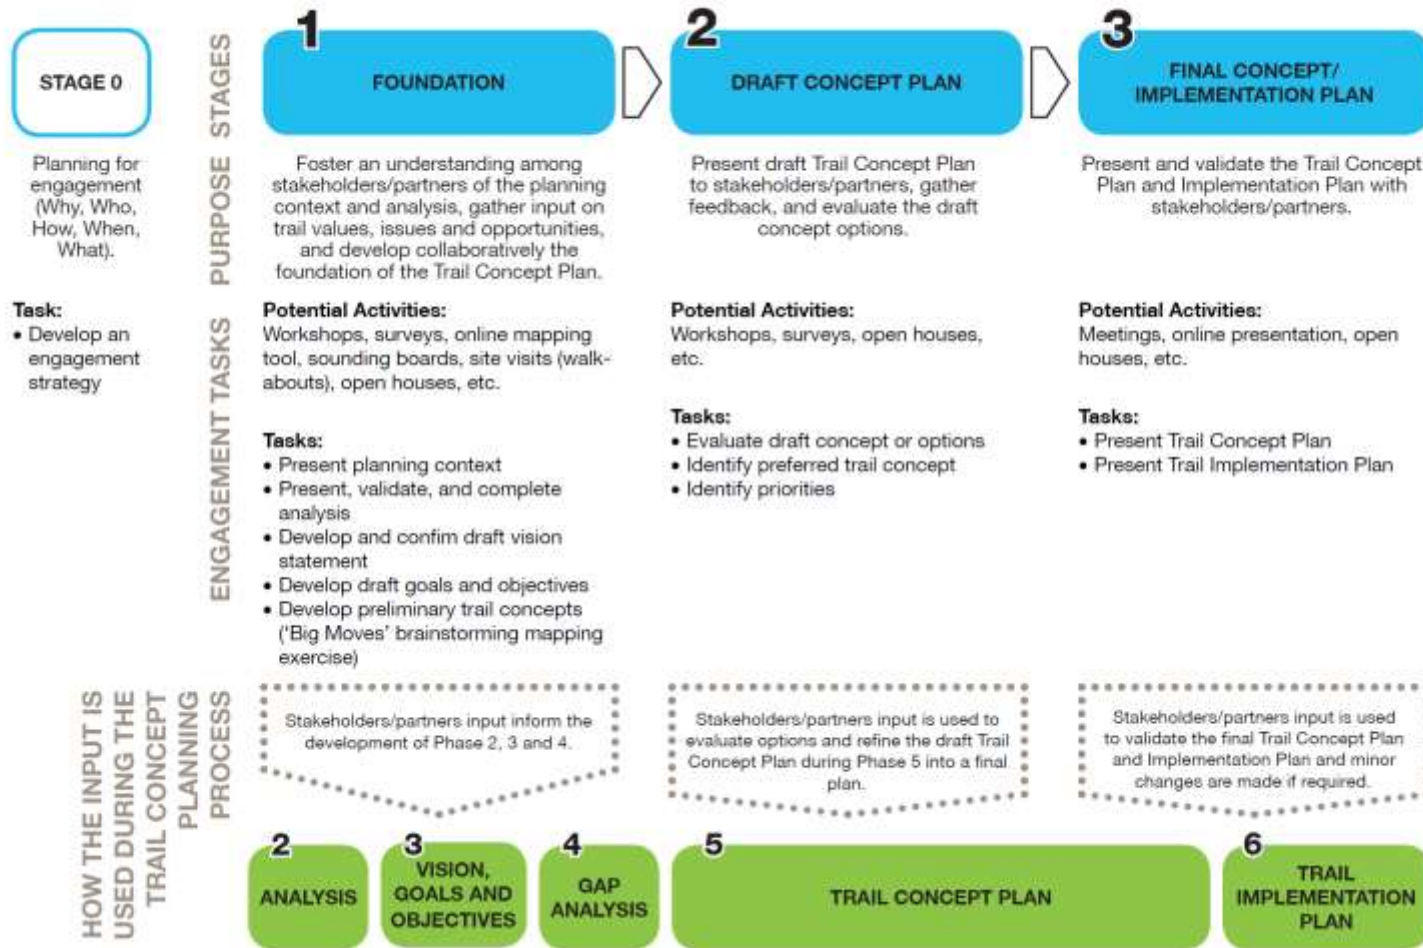 STAGES
STAGE 0
1
FOUNDATION
2
DRAFT CONCEPT PLAN
3
FINAL CONCEPT/
IMPLEMENTATION PLAN
PURPOSE
Planning for
engagement
(Why, Who,
How, When,
What).
Foster an understanding among
stakeholders/partners of the planning
context and analysis, gather input on
trail values, issues and opportunities,
and develop collaboratively the
foundation of the Trail Concept Plan.
Present draft Trail Concept Plan
to stakeholders/partners, gather
feedback, and evaluate the draft
concept options.
Present and validate the Trail Concept
Plan and Implementation Plan with
stakeholders/partners.
ENGAGEMENT TASKS
Task:
• Develop an
engagement
strategy
Potential Activities:
Workshops, surveys, online mapping
tool, sounding boards, site visits (walk-
abouts), open houses, etc.
Tasks:
• Present planning context
• Present, validate, and complete
analysis
• Develop and confim draft vision
statement
• Develop draft goals and objectives
• Develop preliminary trail concepts
('Big Moves' brainstorming mapping
exercise)
Potential Activities:
Workshops, surveys, open houses,
etc.
Tasks:
• Evaluate draft concept or options
• Identify preferred trail concept
• Identify priorities
Potential Activities:
Meetings, online presentation, open
houses, etc.
Tasks:
• Present Trail Concept Plan
• Present Trail Implementation Plan
HOW THE INPUT IS
USED DURING THE
TRAIL CONCEPT
PLANNING
PROCESS
Stakeholders/partners input inform the
development of Phase 2, 3 and 4.
Stakeholders/partners input is used to
evaluate options and refine the draft Trail
Concept Plan during Phase 5 into a final
plan.
Stakeholders/partners input is used
to validate the final Trail Concept Plan
and Implementation Plan and minor
changes are made if required.
2
ANALYSIS
3
VISION,
GOALS AND
OBJECTIVES
4
GAP
ANALYSIS
5
TRAIL CONCEPT PLAN
6
TRAIL
IMPLEMENTATION
PLAN